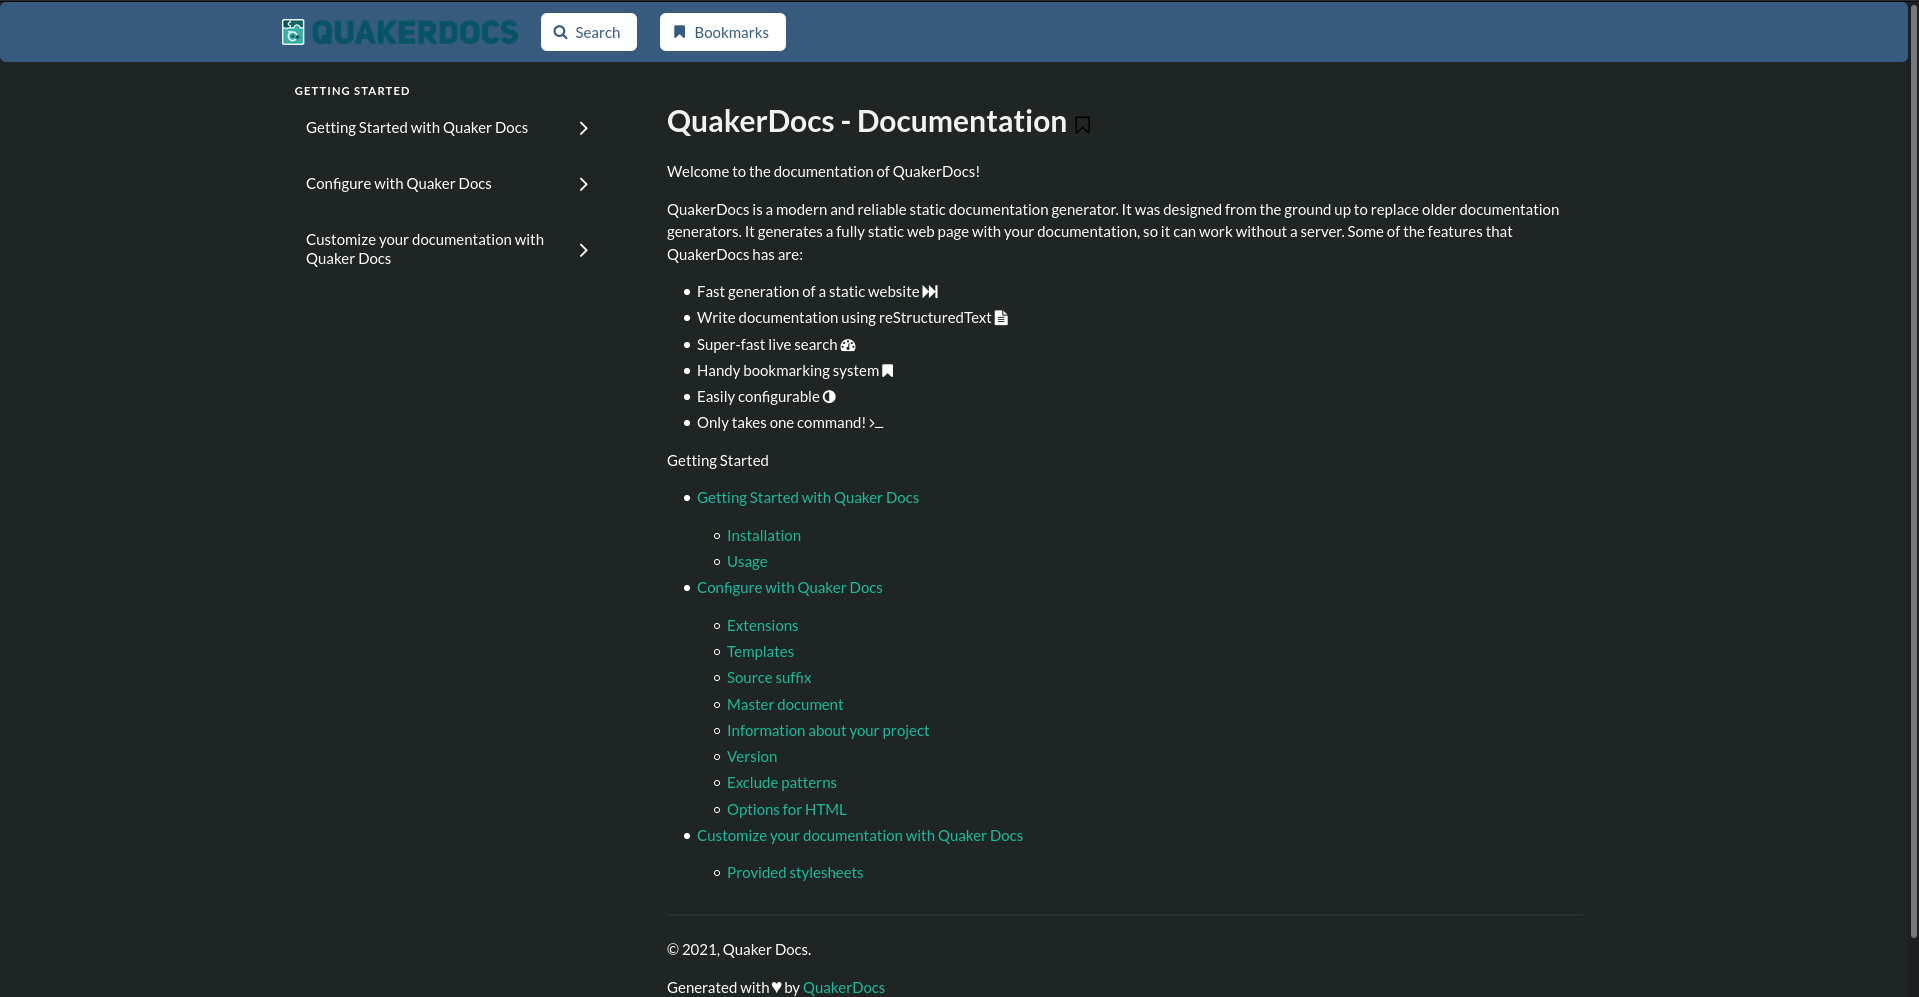 QUAKERDOCS
Search
Bookmarks
GETTING STARTED
Getting Started with Quaker Docs
Configure with Quaker Docs
Customize your documentation with
Quaker Docs
QuakerDocs - Documentation
Welcome to the documentation of QuakerDocs!
QuakerDocs is a modern and reliable static documentation generator. It was designed from the ground up to replace older documentation
generators. It generates a fully static web page with your documentation, so it can work without a server. Some of the features that
QuakerDocs has are:
Fast generation of a static website
Write documentation using reStructuredText
Super-fast live search
Handy bookmarking system
Easily configurable
Only takes one command!
Getting Started
Getting Started with Quaker Docs
Installation
Usage
Configure with Quaker Docs
Extensions
Templates
Source suffix
Master document
Information about your project
Version
Exclude patterns
Options for HTML
Customize your documentation with Quaker Docs
Provided stylesheets
© 2021, Quaker Docs.
Generated with ♥ by QuakerDocs